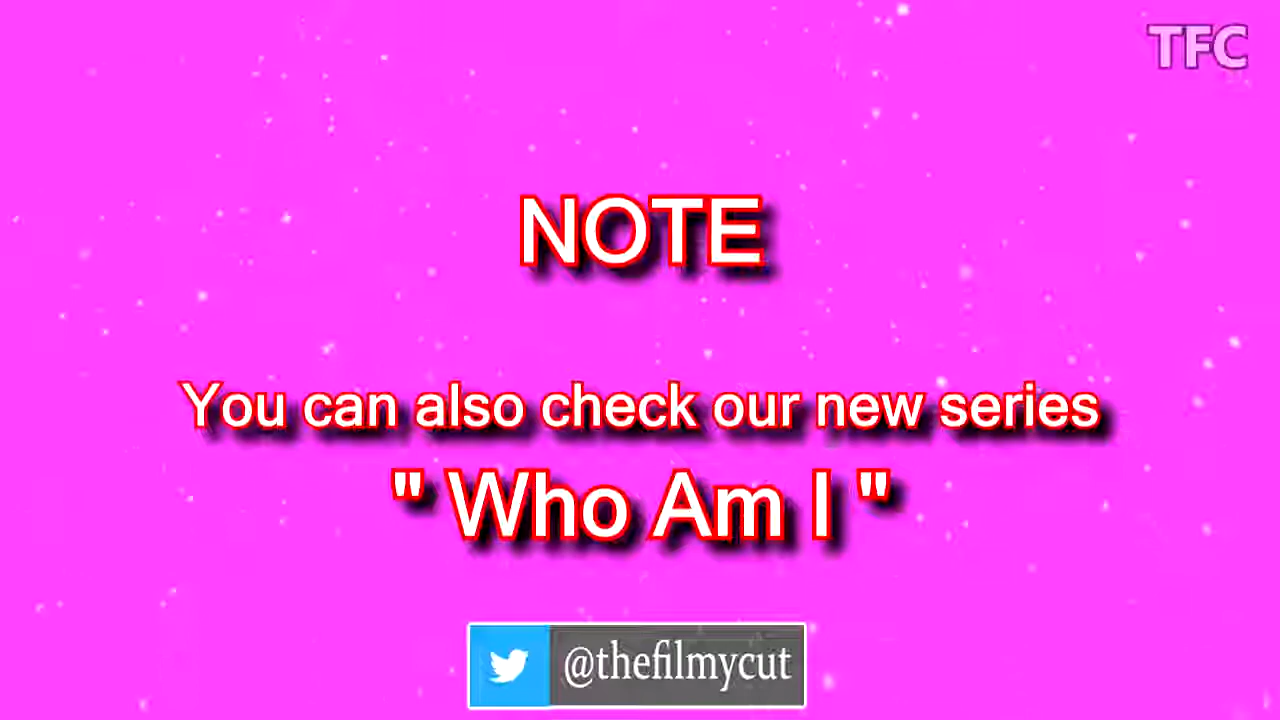 TFC
NOTE
You can also check our new series
" Who Am I "
@thefilmycut